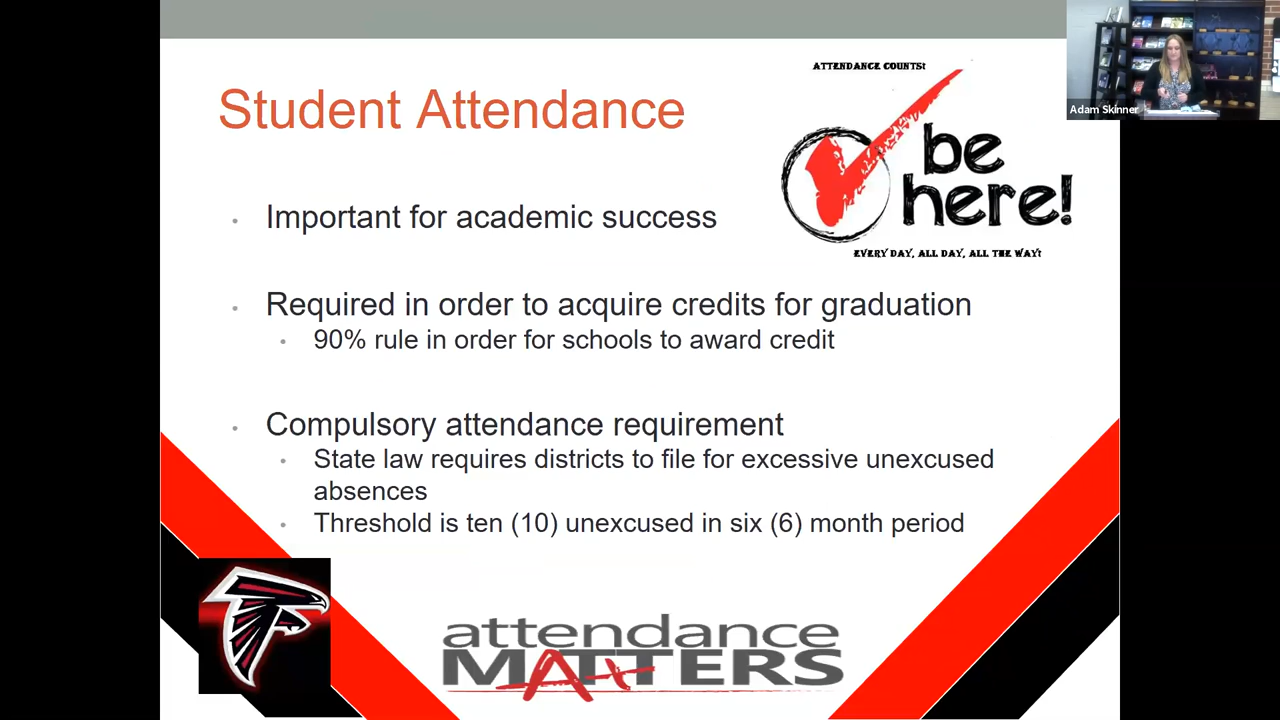 ATTENDANCE COUNTS!
Student Attendance
be
here!
EVERY DAY, ALL DAY, ALL THE WAY!
Adam Skinner
• Important for academic success
• Required in order to acquire credits for graduation
• 90% rule in order for schools to award credit
• Compulsory attendance requirement
• State law requires districts to file for excessive unexcused
absences
• Threshold is ten (10) unexcused in six (6) month period
attendance
MATTERS
A+